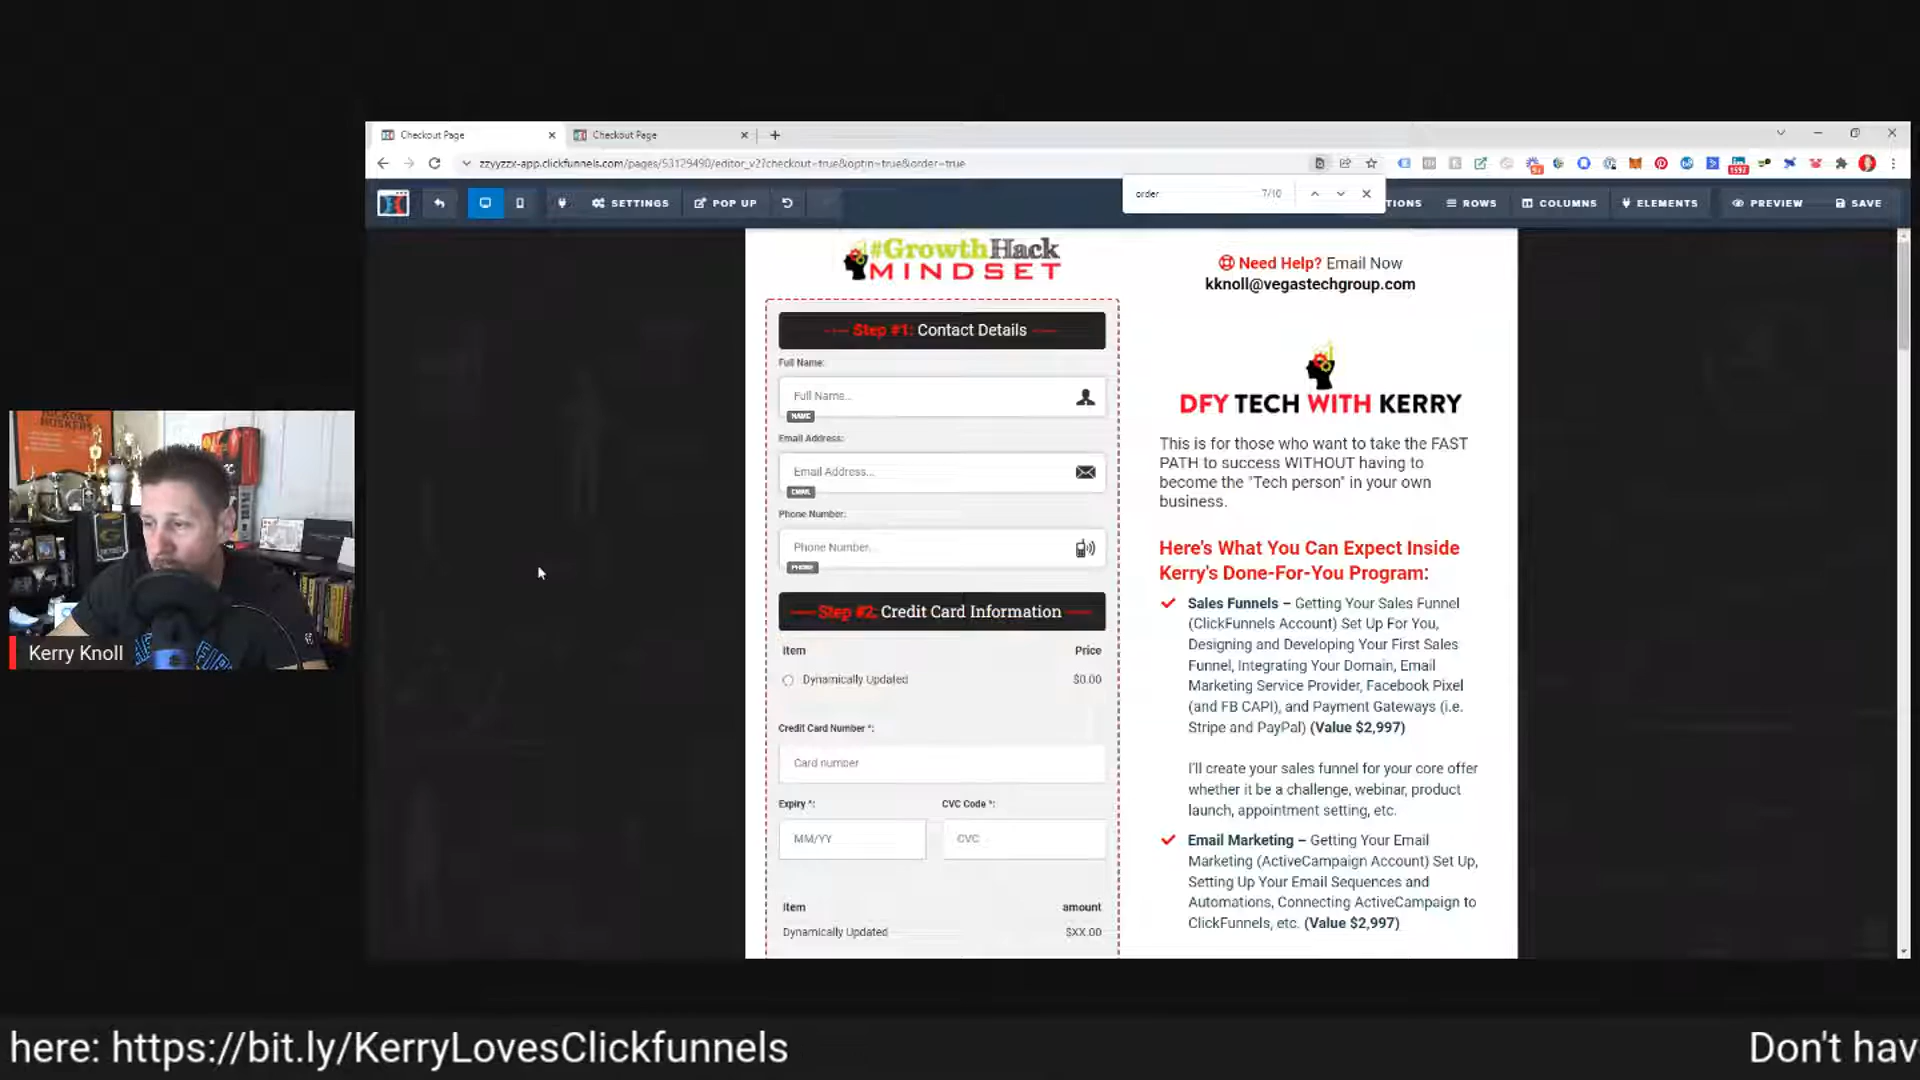 Checkout Page
Checkout Page
zzyyzzx-app.clickfunnels.com/pages/53129490/editor_v2?checkout=true&optin=true&order=true
order 7/10
SETTINGS
POP UP
TIONS
ROWS
COLUMNS
ELEMENTS
PREVIEW
SAVE
#GrowthHack
MINDSET
Step #1: Contact Details
Full Name:
Full Name...
NAME
Email Address:
Email Address...
EMAIL
Phone Number:
Phone Number...
PHONE
Step #2: Credit Card Information
Item Price
Dynamically Updated $0.00
Credit Card Number *:
Card number
Expiry *: CVC Code *:
MM/YY CVC
Item amount
Dynamically Updated $XX.00
Need Help? Email Now
kknoll@vegastechgroup.com
DFY TECH WITH KERRY
This is for those who want to take the FAST
PATH to success WITHOUT having to
become the "Tech person" in your own
business.
Here's What You Can Expect Inside
Kerry's Done-For-You Program:
Sales Funnels – Getting Your Sales Funnel
(ClickFunnels Account) Set Up For You,
Designing and Developing Your First Sales
Funnel, Integrating Your Domain, Email
Marketing Service Provider, Facebook Pixel
(and FB CAPI), and Payment Gateways (i.e.
Stripe and PayPal) (Value $2,997)
I'll create your sales funnel for your core offer
whether it be a challenge, webinar, product
launch, appointment setting, etc.
Email Marketing – Getting Your Email
Marketing (ActiveCampaign Account) Set Up,
Setting Up Your Email Sequences and
Automations, Connecting ActiveCampaign to
ClickFunnels, etc. (Value $2,997)
HICKORY
HUSKERS
Kerry Knoll
here: https://bit.ly/KerryLovesClickfunnels
Don't hav